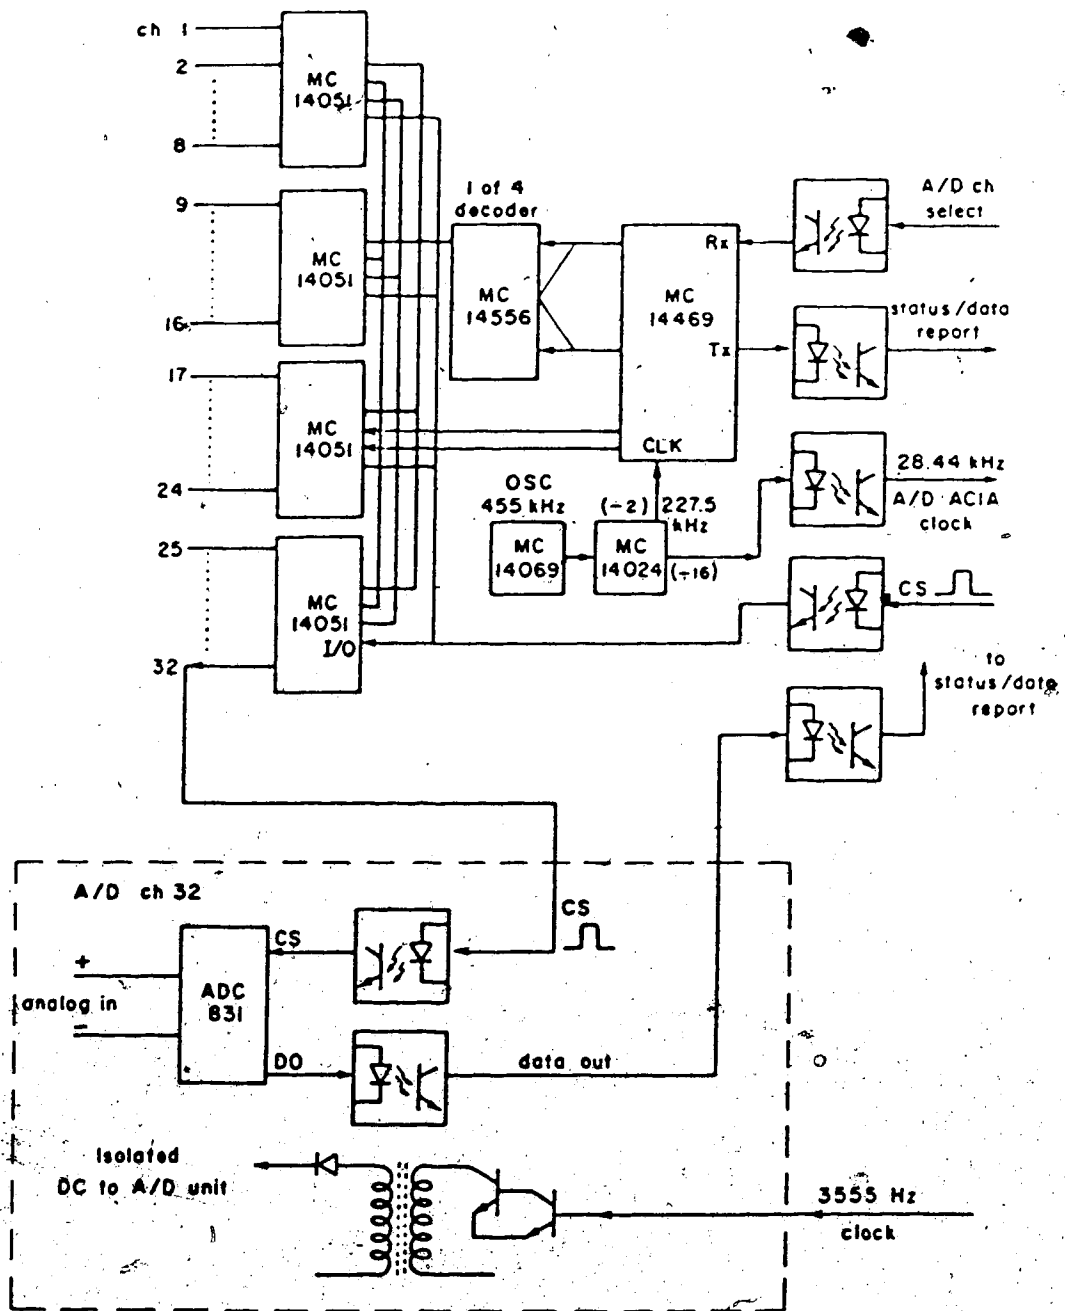 ch 1
2
8
MC
14051
9
16
MC
14051
17
24
MC
14051
25
32
MC
14051
I/O
1 of 4
decoder
MC
14556
Rx
MC
14469
Tx
CLK
A/D ch
select
status/data
report
28.44 kHz
A/D ACIA
clock
OSC
455 kHz
(÷2)
227.5
kHz
MC
14069
MC
14024
(÷16)
CS
to
status/data
report
A/D ch 32
CS
CS
+
analog in
-
ADC
831
DO
data out
Isolated
DC to A/D unit
3555 Hz
clock